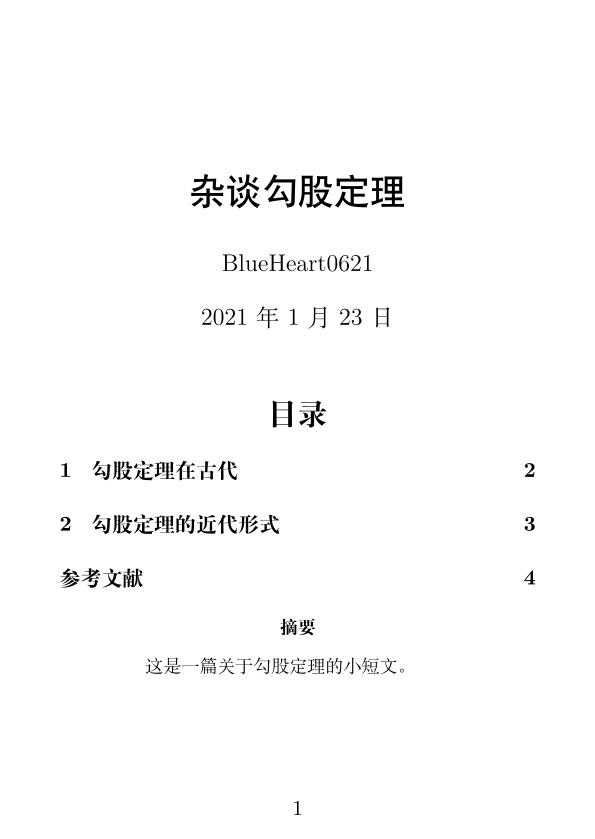 杂谈勾股定理
BlueHeart0621
2021 年 1 月 23 日
目录
1 勾股定理在古代 2
2 勾股定理的近代形式 3
参考文献 4
摘要
这是一篇关于勾股定理的小短文。
1